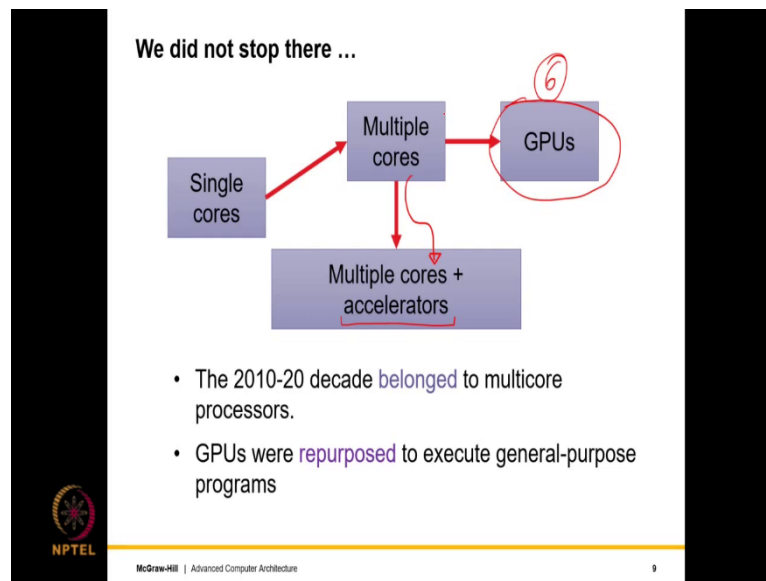 We did not stop there …
6
Multiple
cores
GPUs
Single
cores
Multiple cores +
accelerators
• The 2010-20 decade belonged to multicore
processors.
• GPUs were repurposed to execute general-purpose
programs
NPTEL
McGraw-Hill | Advanced Computer Architecture
9